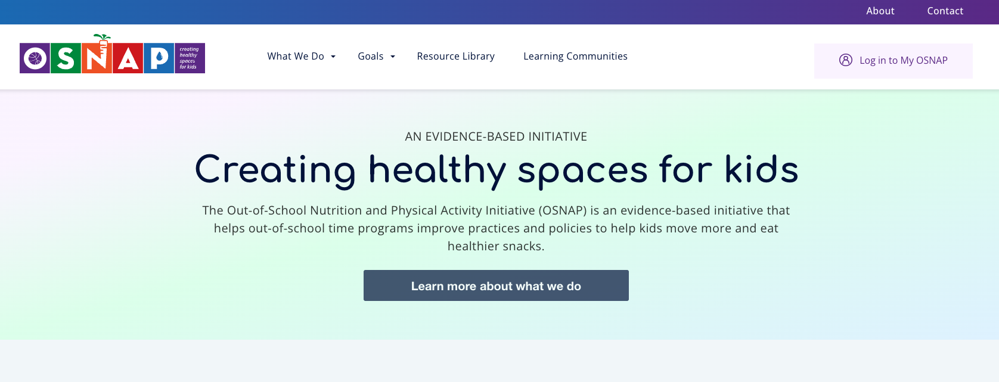 About Contact
OSNAP
creating
healthy
spaces
for kids
What We Do Goals Resource Library Learning Communities
Log in to My OSNAP
AN EVIDENCE-BASED INITIATIVE
Creating healthy spaces for kids
The Out-of-School Nutrition and Physical Activity Initiative (OSNAP) is an evidence-based initiative that
helps out-of-school time programs improve practices and policies to help kids move more and eat
healthier snacks.
Learn more about what we do